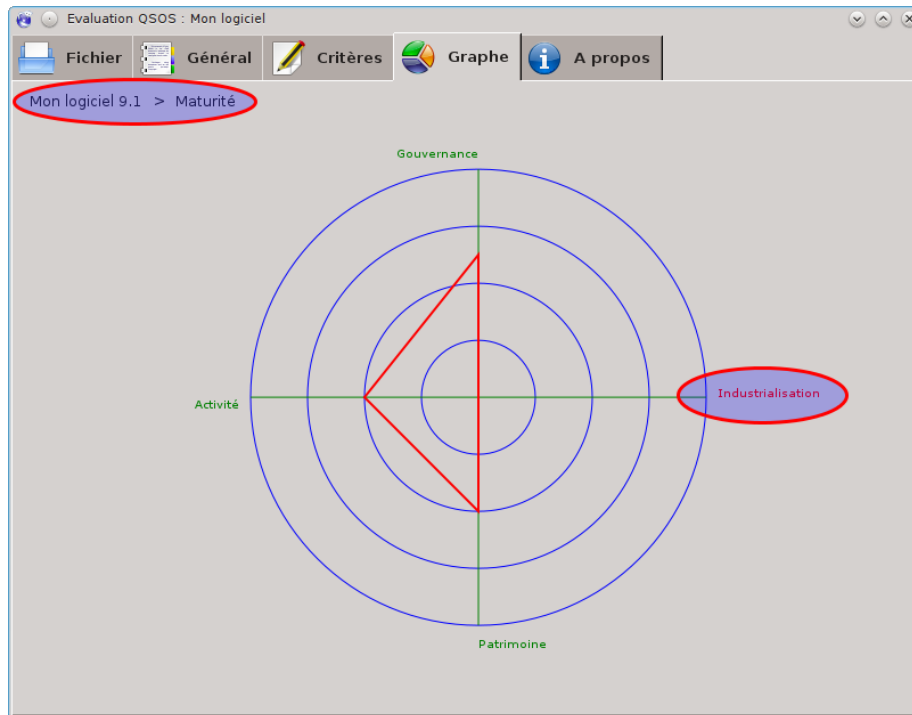 Evaluation QSOS : Mon logiciel
Fichier Général Critères Graphe A propos
Mon logiciel 9.1 > Maturité
Gouvernance
Industrialisation
Activité
Patrimoine